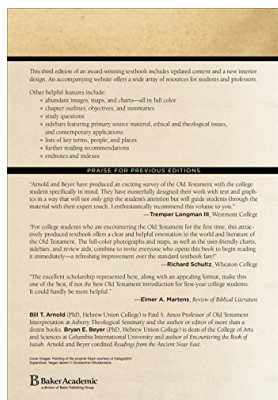 This third edition of an award-winning textbook includes updated content and a new interior
design. An accompanying website offers a wide array of resources for students and professors.
Other helpful features include:
abundant images, maps, and charts—all in full color
chapter outlines, objectives, and summaries
study questions
sidebars featuring primary source material, ethical and theological issues,
and contemporary applications
lists of key terms, people, and places
further reading recommendations
endnotes and indexes
PRAISE FOR PREVIOUS EDITIONS
"Arnold and Beyer have produced an exciting survey of the Old Testament with the college
student specifically in mind. They have masterfully designed their work with text and graph-
ics in a way that will not only grip the student's attention but will guide students through the
material with their expert touch. I enthusiastically recommend this volume to you."
—Tremper Longman III, Westmont College
"For college students who are encountering the Old Testament for the first time, this attrac-
tively produced textbook offers a clear and helpful orientation to the world and literature of
the Old Testament. The full-color photographs and maps, as well as the user-friendly charts,
sidebars, and review aids, combine to invite everyone who opens this book to begin reading
it immediately—a refreshing improvement over the standard textbook fare!"
—Richard Schultz, Wheaton College
"The excellent scholarship represented here, along with an appealing format, make this
one of the best, if not the best Old Testament introduction for first-year college students.
It could hardly be more helpful."
—Elmer A. Martens, Review of Biblical Literature
Bill T. Arnold (PhD, Hebrew Union College) is Paul S. Amos Professor of Old Testament
Interpretation at Asbury Theological Seminary and the author or editor of more than a
dozen books. Bryan E. Beyer (PhD, Hebrew Union College) is dean of the College of Arts
and Sciences at Columbia International University and author of Encountering the Book of
Isaiah. Arnold and Beyer coedited Readings from the Ancient Near East.
Baker Academic
a division of Baker Publishing Group